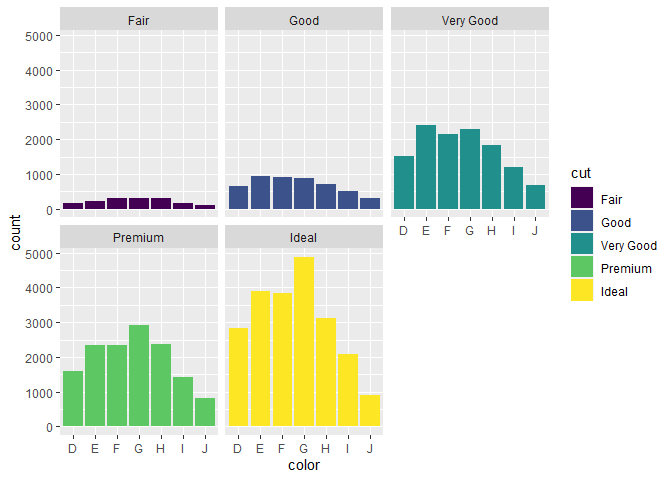 Fair Good Very Good
5000
4000
3000
2000
1000
0
D E F G H I J
Premium Ideal
5000
4000
3000
2000
1000
0
D E F G H I J D E F G H I J
color
count
cut
Fair
Good
Very Good
Premium
Ideal